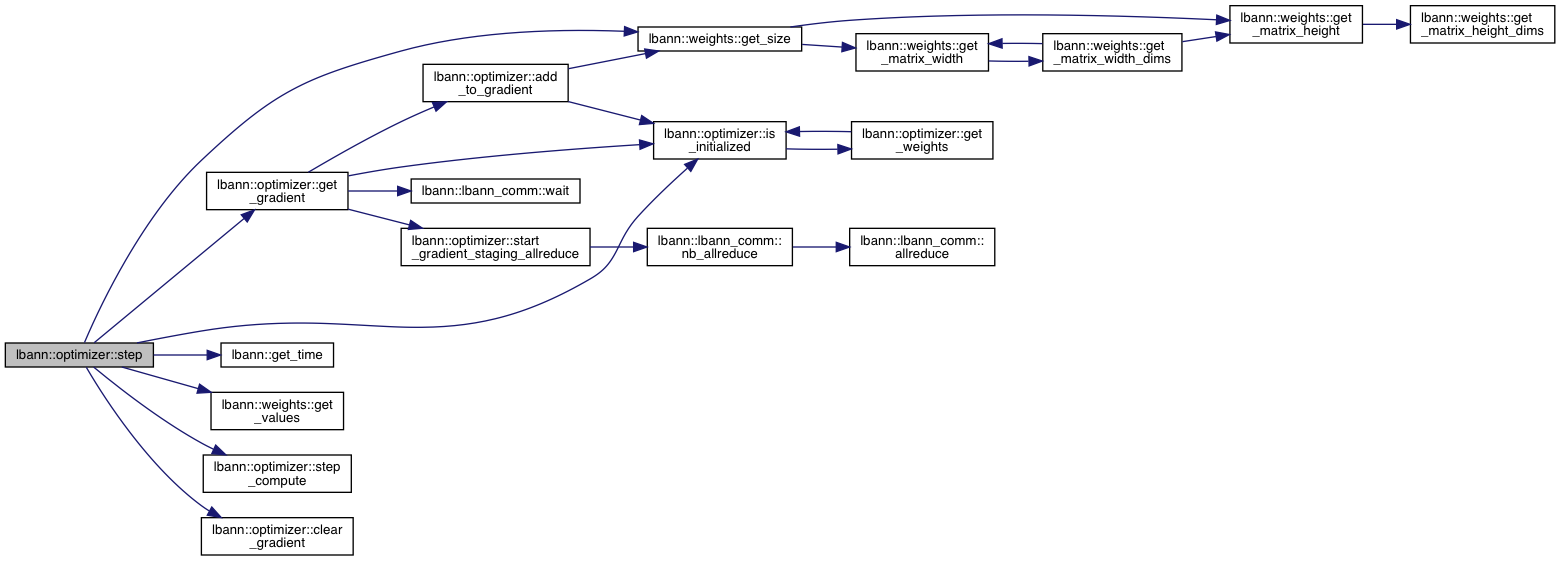 lbann::optimizer::step
lbann::weights::get_size
lbann::weights::get
_matrix_height
lbann::weights::get
_matrix_height_dims
lbann::weights::get
_matrix_width
lbann::weights::get
_matrix_width_dims
lbann::optimizer::add
_to_gradient
lbann::optimizer::is
_initialized
lbann::optimizer::get
_weights
lbann::optimizer::get
_gradient
lbann::lbann_comm::wait
lbann::optimizer::start
_gradient_staging_allreduce
lbann::lbann_comm::
nb_allreduce
lbann::lbann_comm::
allreduce
lbann::get_time
lbann::weights::get
_values
lbann::optimizer::step
_compute
lbann::optimizer::clear
_gradient